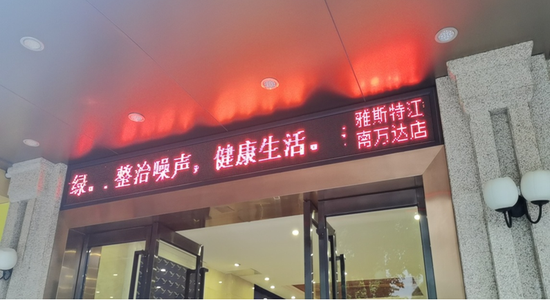 绿。. 整治噪声，健康生活。
雅斯特江
南万达店